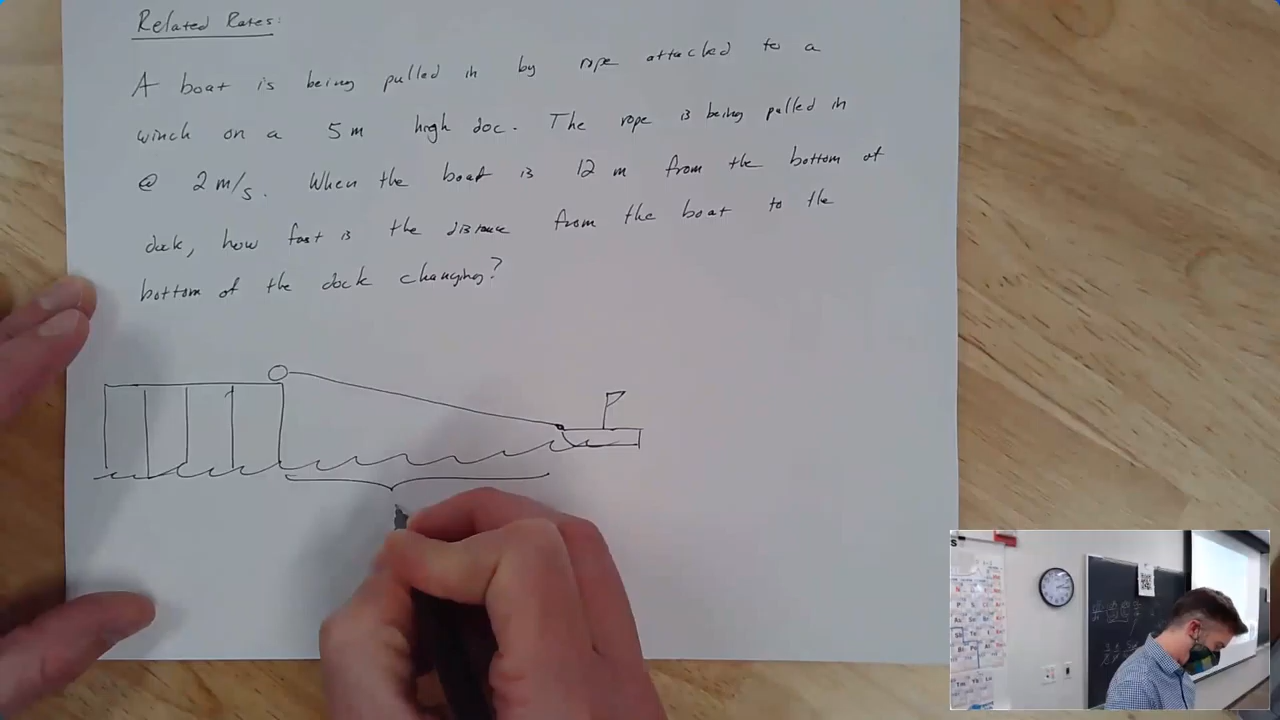 Related Rates:
A boat is being pulled in by rope attached to a
winch on a 5m high doc. The rope is being pulled in
@ 2 m/s. When the boat is 12 m from the bottom of
dock, how fast is the distance from the boat to the
bottom of the dock changing?